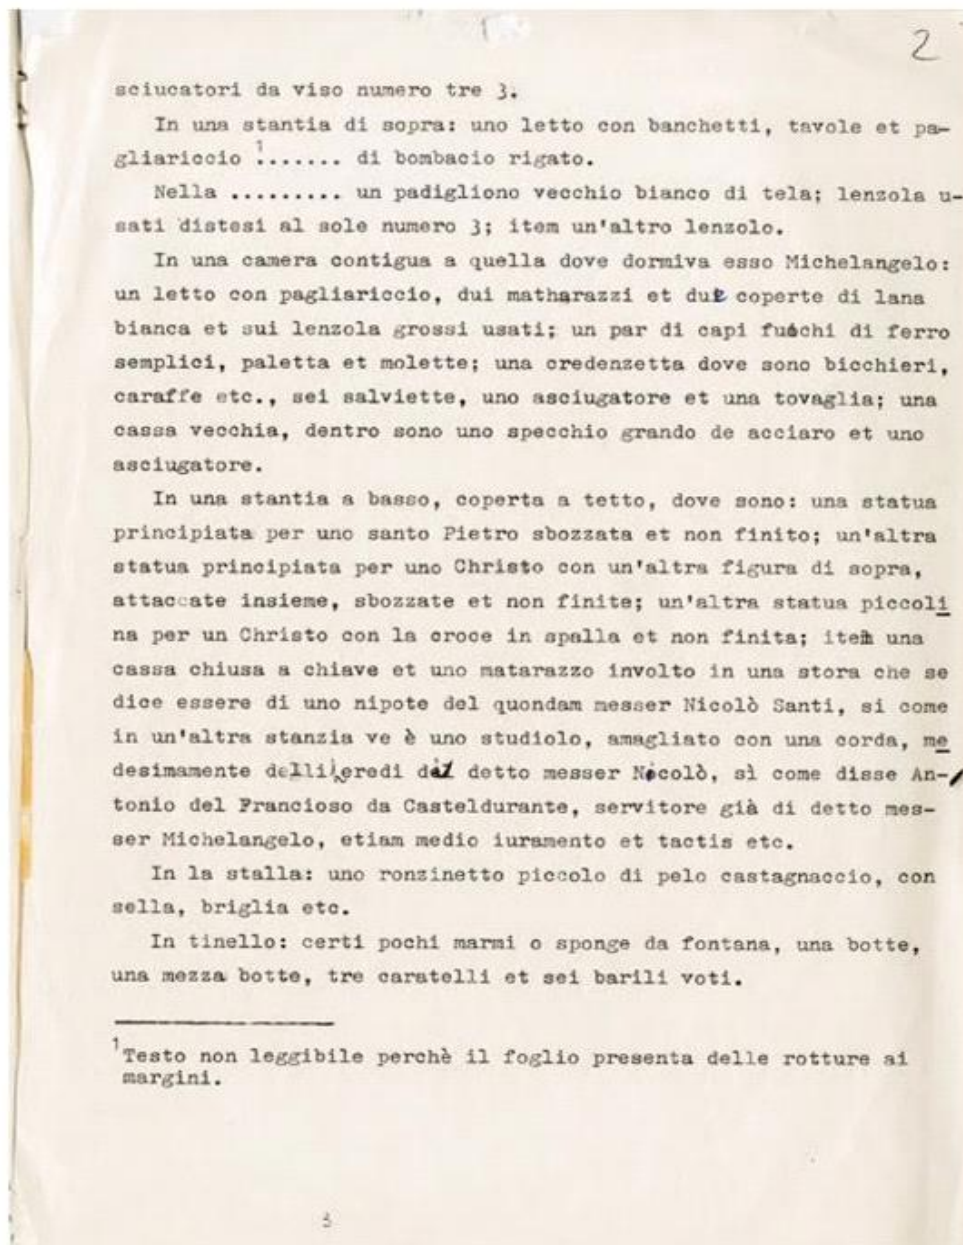 2
sciucatori da viso numero tre 3.
In una stantia di sopra: uno letto con banchetti, tavole et pa-
gliariccio 1....... di bombacio rigato.
Nella ......... un padigliono vecchio bianco di tela; lenzola u-
sati distesi al sole numero 3; item un'altro lenzolo.
In una camera contigua a quella dove dormiva esso Michelangelo:
un letto con pagliariccio, dui matharazzi et due coperte di lana
bianca et sui lenzola grossi usati; un par di capi fuochi di ferro
semplici, paletta et molette; una credenzetta dove sono bicchieri,
caraffe etc., sei salviette, uno asciugatore et una tovaglia; una
cassa vecchia, dentro sono uno specchio grando de acciaro et uno
asciugatore.
In una stantia a basso, coperta a tetto, dove sono: una statua
principiata per uno santo Pietro sbozzata et non finito; un'altra
statua principiata per uno Christo con un'altra figura di sopra,
attaccate insieme, sbozzate et non finite; un'altra statua piccoli
na per un Christo con la croce in spalla et non finita; item una
cassa chiusa a chiave et uno matarazzo involto in una stora che se
dice essere di uno nipote del quondam messer Nicolò Santi, si come
in un'altra stanzia ve è uno studiolo, amagliato con una corda, me
desimamente delli eredi del detto messer Nicolò, sì come disse An-
tonio del Francioso da Casteldurante, servitore già di detto mes-
ser Michelangelo, etiam medio iuramento et tactis etc.
In la stalla: uno ronzinetto piccolo di pelo castagnaccio, con
sella, briglia etc.
In tinello: certi pochi marmi o sponge da fontana, una botte,
una mezza botte, tre caratelli et sei barili voti.
1 Testo non leggibile perchè il foglio presenta delle rotture ai
margini.
3